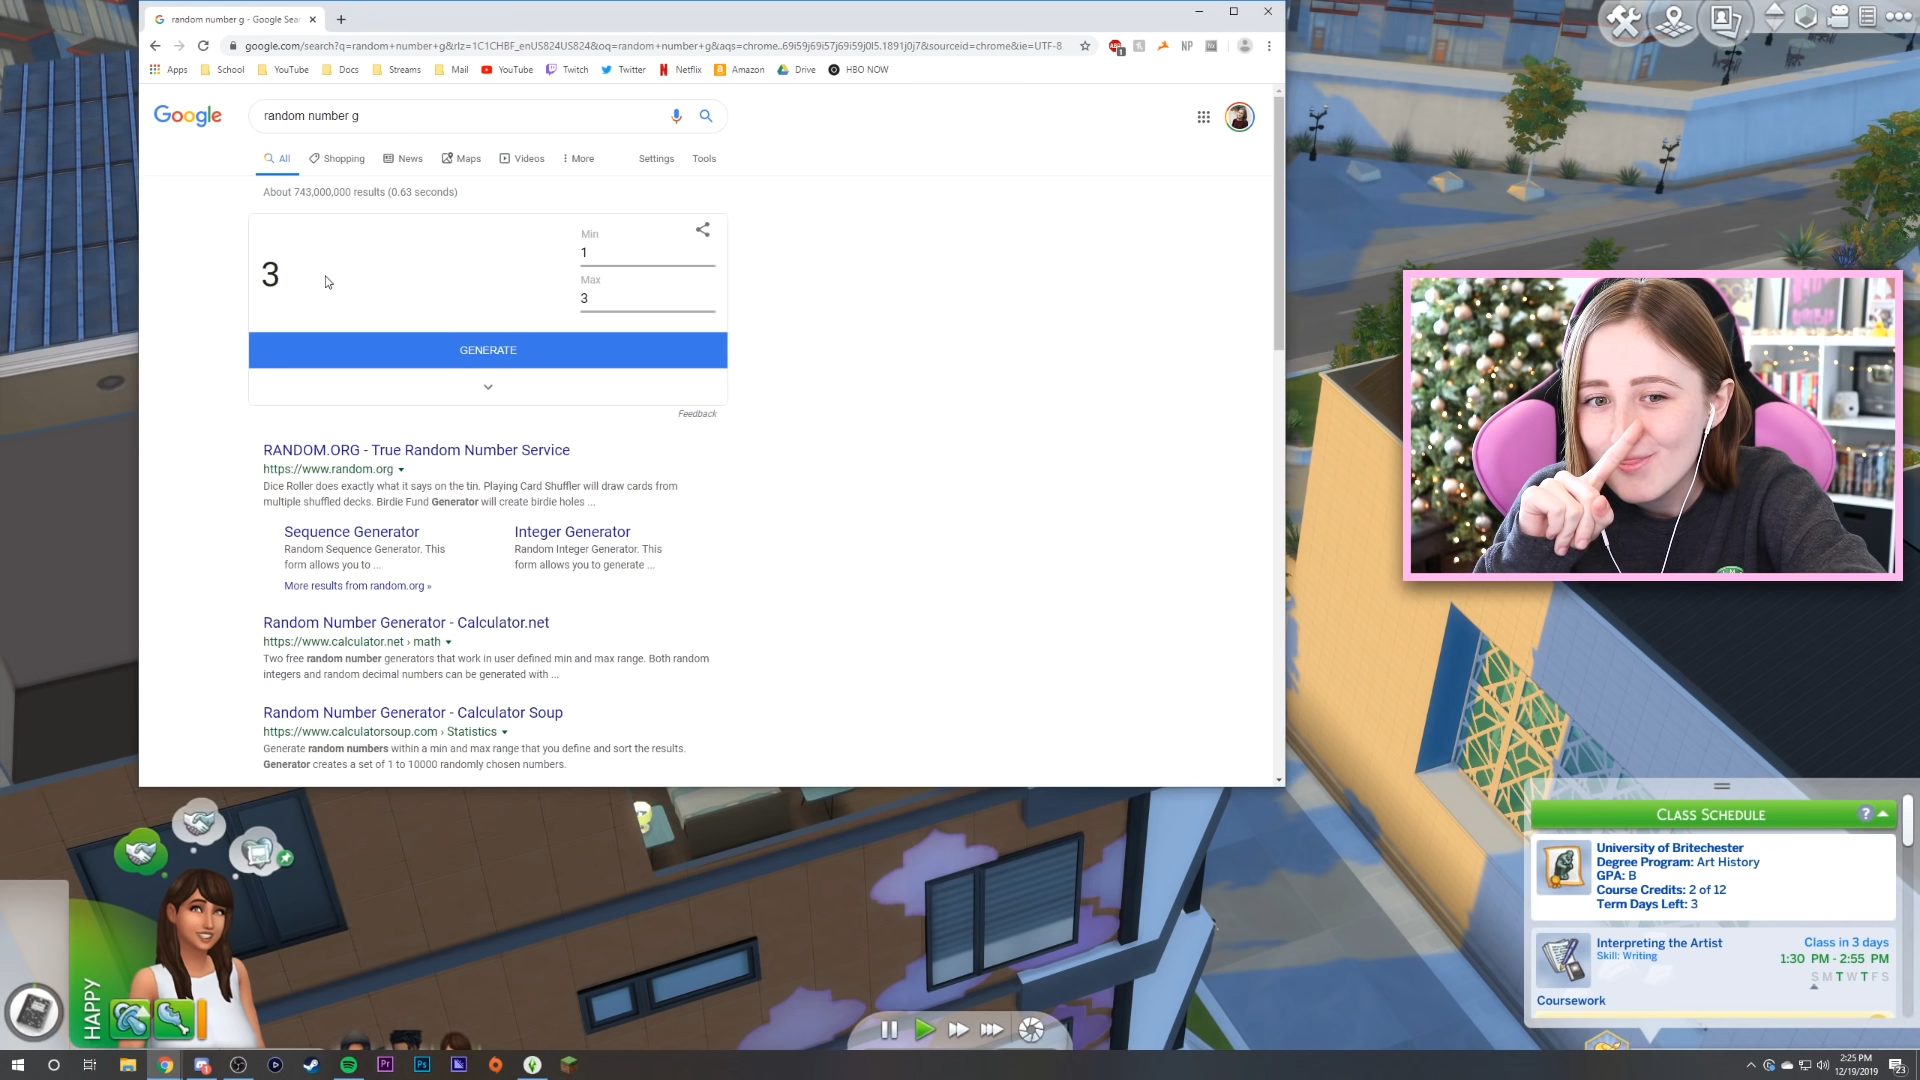 random number g - Google Sear
google.com/search?q=random+number+g&rlz=1C1CHBF_enUS824US824&oq=random+number+g&aqs=chrome..69i59j69i57j69i59j0l5.1891j0j7&sourceid=chrome&ie=UTF-8
Apps School YouTube Docs Streams Mail YouTube Twitch Twitter Netflix Amazon Drive HBO NOW
Google
random number g
All Shopping News Maps Videos More Settings Tools
About 743,000,000 results (0.63 seconds)
Min
1
3
Max
3
GENERATE
Feedback
RANDOM.ORG - True Random Number Service
https://www.random.org
Dice Roller does exactly what it says on the tin. Playing Card Shuffler will draw cards from
multiple shuffled decks. Birdie Fund Generator will create birdie holes ...
Sequence Generator
Random Sequence Generator. This
form allows you to ...
Integer Generator
Random Integer Generator. This
form allows you to generate ...
More results from random.org »
Random Number Generator - Calculator.net
https://www.calculator.net › math
Two free random number generators that work in user defined min and max range. Both random
integers and random decimal numbers can be generated with ...
Random Number Generator - Calculator Soup
https://www.calculatorsoup.com › Statistics
Generate random numbers within a min and max range that you define and sort the results.
Generator creates a set of 1 to 10000 randomly chosen numbers.
HAPPY
CLASS SCHEDULE
?
University of Britechester
Degree Program: Art History
GPA: B
Course Credits: 2 of 12
Term Days Left: 3
Interpreting the Artist
Skill: Writing
Class in 3 days
1:30 PM - 2:55 PM
S M T W T F S
Coursework
2:25 PM
12/19/2019
23